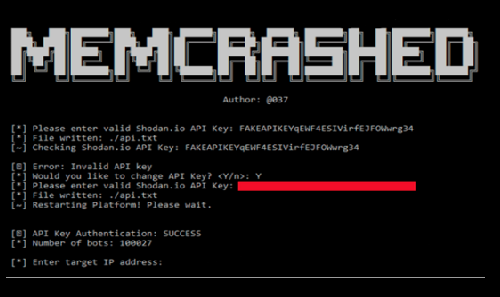 MEMCRASHED
Author: @037
[*] Please enter valid Shodan.io API Key: FAKEAPIKEYqEWF4ESIVirfEJFOWwrg34
[*] File written: ./api.txt
[~] Checking Shodan.io API Key: FAKEAPIKEYqEWF4ESIVirfEJFOWwrg34
Error: Invalid API key
[*] Would you like to change API Key? <Y/n>: Y
[*] Please enter valid Shodan.io API Key:
[*] File written: ./api.txt
[~] Restarting Platform! Please wait.
API Key Authentication: SUCCESS
[*] Number of bots: 100027
[*] Enter target IP address: